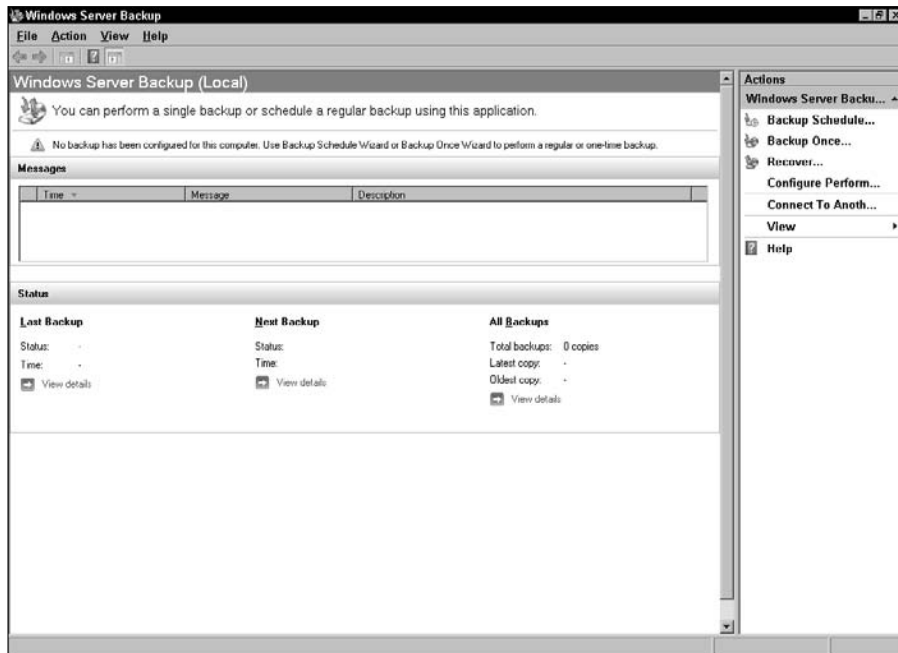 Windows Server Backup
File Action View Help
Windows Server Backup (Local)
You can perform a single backup or schedule a regular backup using this application.
No backup has been configured for this computer. Use Backup Schedule Wizard or Backup Once Wizard to perform a regular or one-time backup.
Messages
Time Message Description
Status
Last Backup
Status: -
Time: -
View details
Next Backup
Status:
Time:
View details
All Backups
Total backups: 0 copies
Latest copy: -
Oldest copy: -
View details
Actions
Windows Server Backu...
Backup Schedule...
Backup Once...
Recover...
Configure Perform...
Connect To Anoth...
View
Help